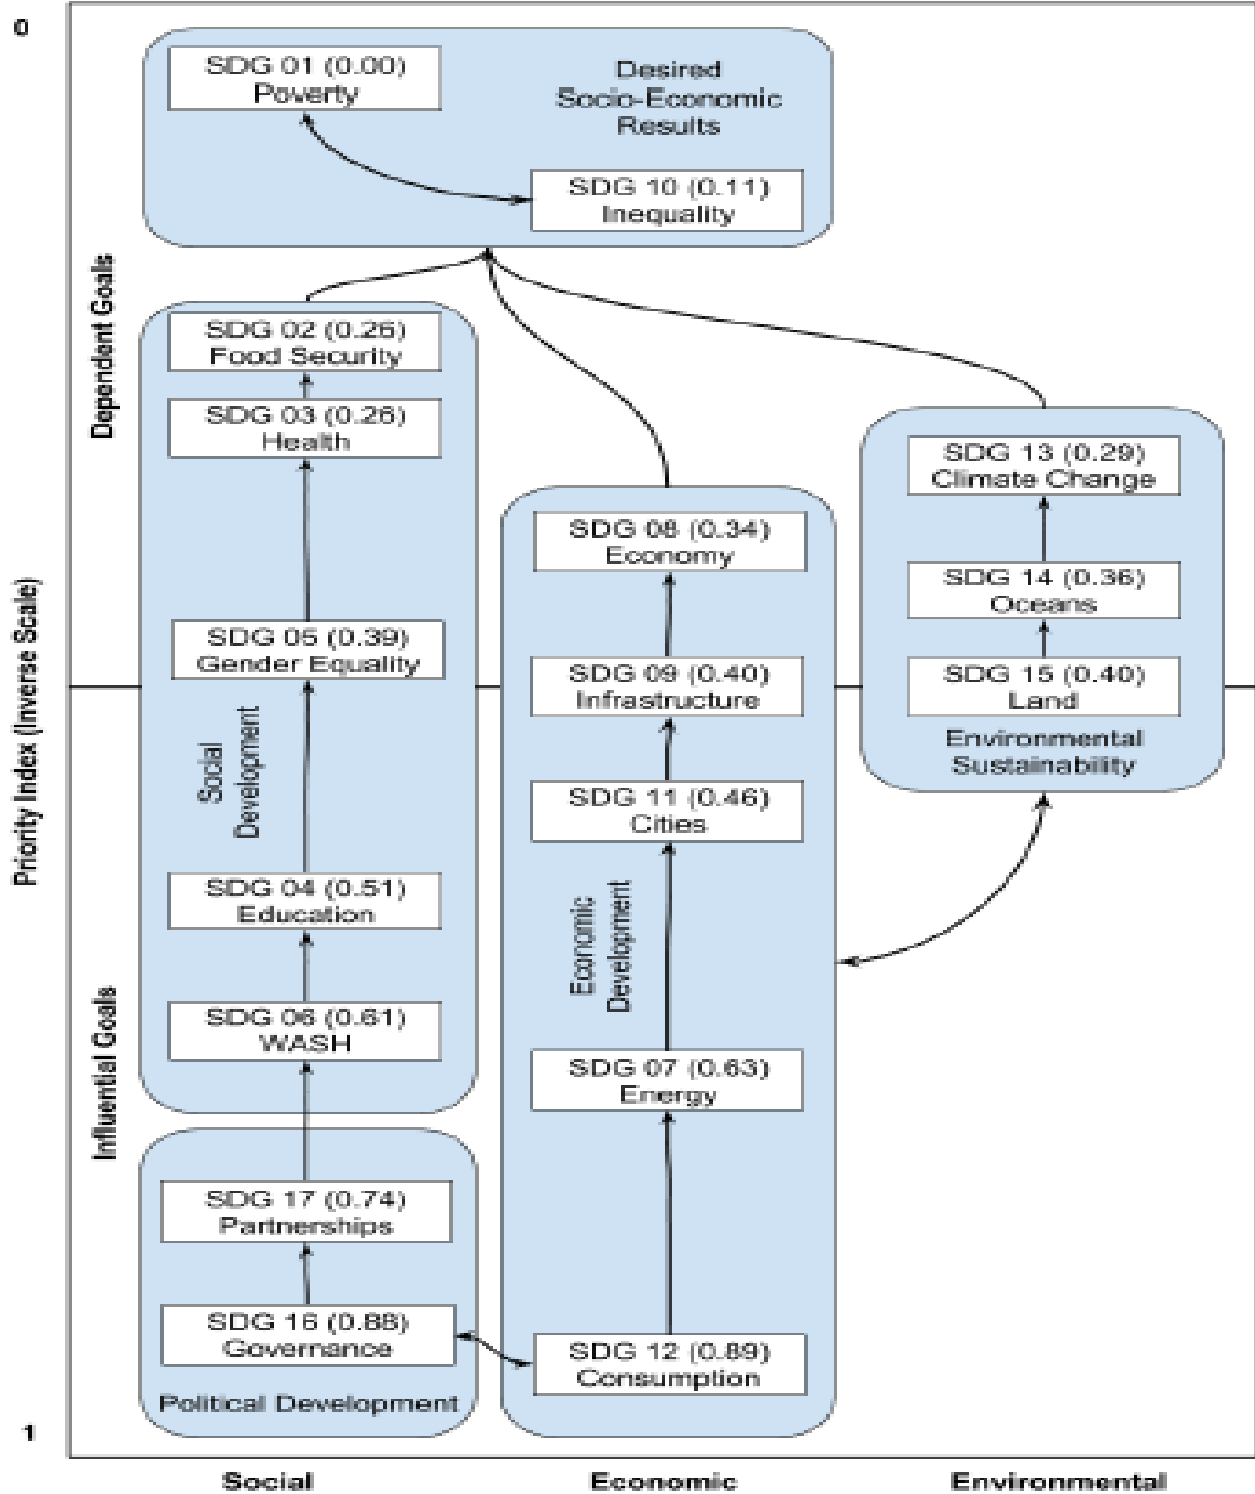 0
SDG 01 (0.00)
Poverty
Desired
Socio-Economic
Results
SDG 10 (0.11)
Inequality
Dependent Goals
SDG 02 (0.26)
Food Security
SDG 03 (0.26)
Health
SDG 05 (0.39)
Gender Equality
Social
Development
SDG 04 (0.51)
Education
SDG 06 (0.61)
WASH
SDG 08 (0.34)
Economy
SDG 09 (0.40)
Infrastructure
SDG 11 (0.46)
Cities
Economic
Development
SDG 07 (0.63)
Energy
SDG 12 (0.89)
Consumption
SDG 13 (0.29)
Climate Change
SDG 14 (0.36)
Oceans
SDG 15 (0.40)
Land
Environmental
Sustainability
Priority Index (Inverse Scale)
Influential Goals
SDG 17 (0.74)
Partnerships
SDG 16 (0.88)
Governance
Political Development
1
Social
Economic
Environmental